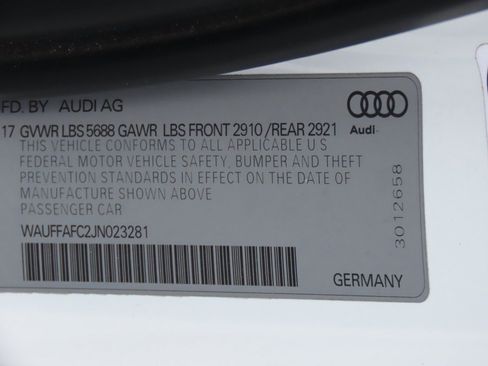 FD. BY AUDI AG
17 GVWR LBS 5688 GAWR LBS FRONT 2910 /REAR 2921
THIS VEHICLE CONFORMS TO ALL APPLICABLE U.S
FEDERAL MOTOR VEHICLE SAFETY, BUMPER AND THEFT
PREVENTION STANDARDS IN EFFECT ON THE DATE OF
MANUFACTURE SHOWN ABOVE
PASSENGER CAR
WAUFFAFC2JN023281
GERMANY
Audi
3012658